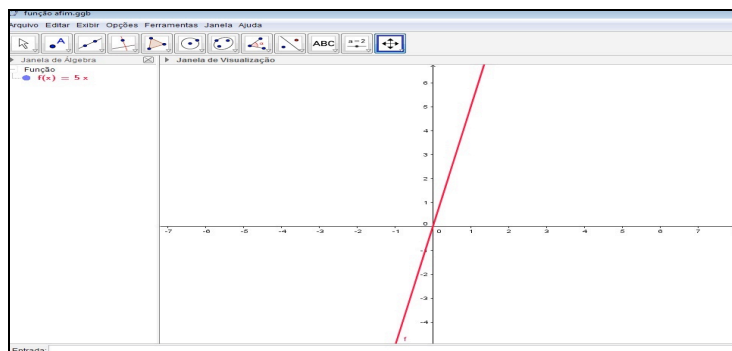 função afim.ggb
Arquivo Editar Exibir Opções Ferramentas Janela Ajuda
A
ABC
a=2
Janela de Álgebra
Janela de Visualização
Função
f(x) = 5 x
6
5
4
3
2
1
0
-7 -6 -5 -4 -3 -2 -1 0 1 2 3 4 5 6 7
-1
-2
-3
-4
f
Entrada: